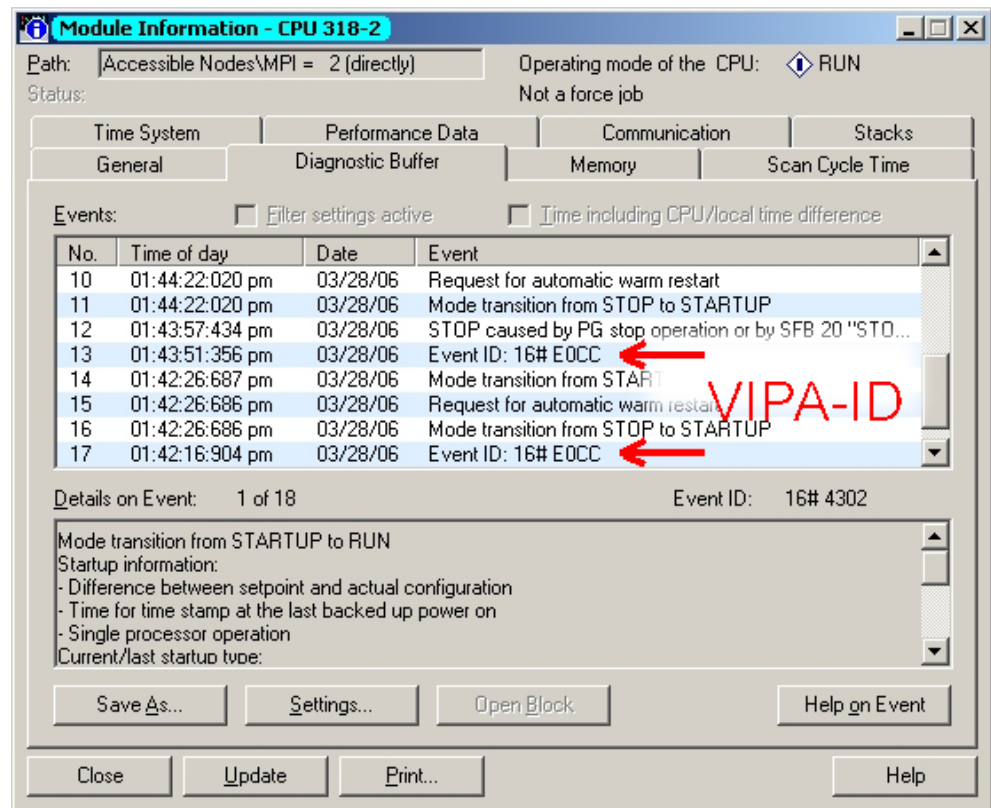 Module Information - CPU 318-2
Path: Accessible Nodes\MPI = 2 (directly) Operating mode of the CPU: RUN
Status: Not a force job
Time System Performance Data Communication Stacks
General Diagnostic Buffer Memory Scan Cycle Time
Events: Filter settings active Time including CPU/local time difference
No. Time of day Date Event
10 01:44:22:020 pm 03/28/06 Request for automatic warm restart
11 01:44:22:020 pm 03/28/06 Mode transition from STOP to STARTUP
12 01:43:57:434 pm 03/28/06 STOP caused by PG stop operation or by SFB 20 "STO...
13 01:43:51:356 pm 03/28/06 Event ID: 16# E0CC
14 01:42:26:687 pm 03/28/06 Mode transition from START
15 01:42:26:686 pm 03/28/06 Request for automatic warm restart
VIPA-ID
16 01:42:26:686 pm 03/28/06 Mode transition from STOP to STARTUP
17 01:42:16:904 pm 03/28/06 Event ID: 16# E0CC
Details on Event: 1 of 18 Event ID: 16# 4302
Mode transition from STARTUP to RUN
Startup information:
- Difference between setpoint and actual configuration
- Time for time stamp at the last backed up power on
- Single processor operation
Current/last startup type:
Save As... Settings... Open Block Help on Event
Close Update Print... Help